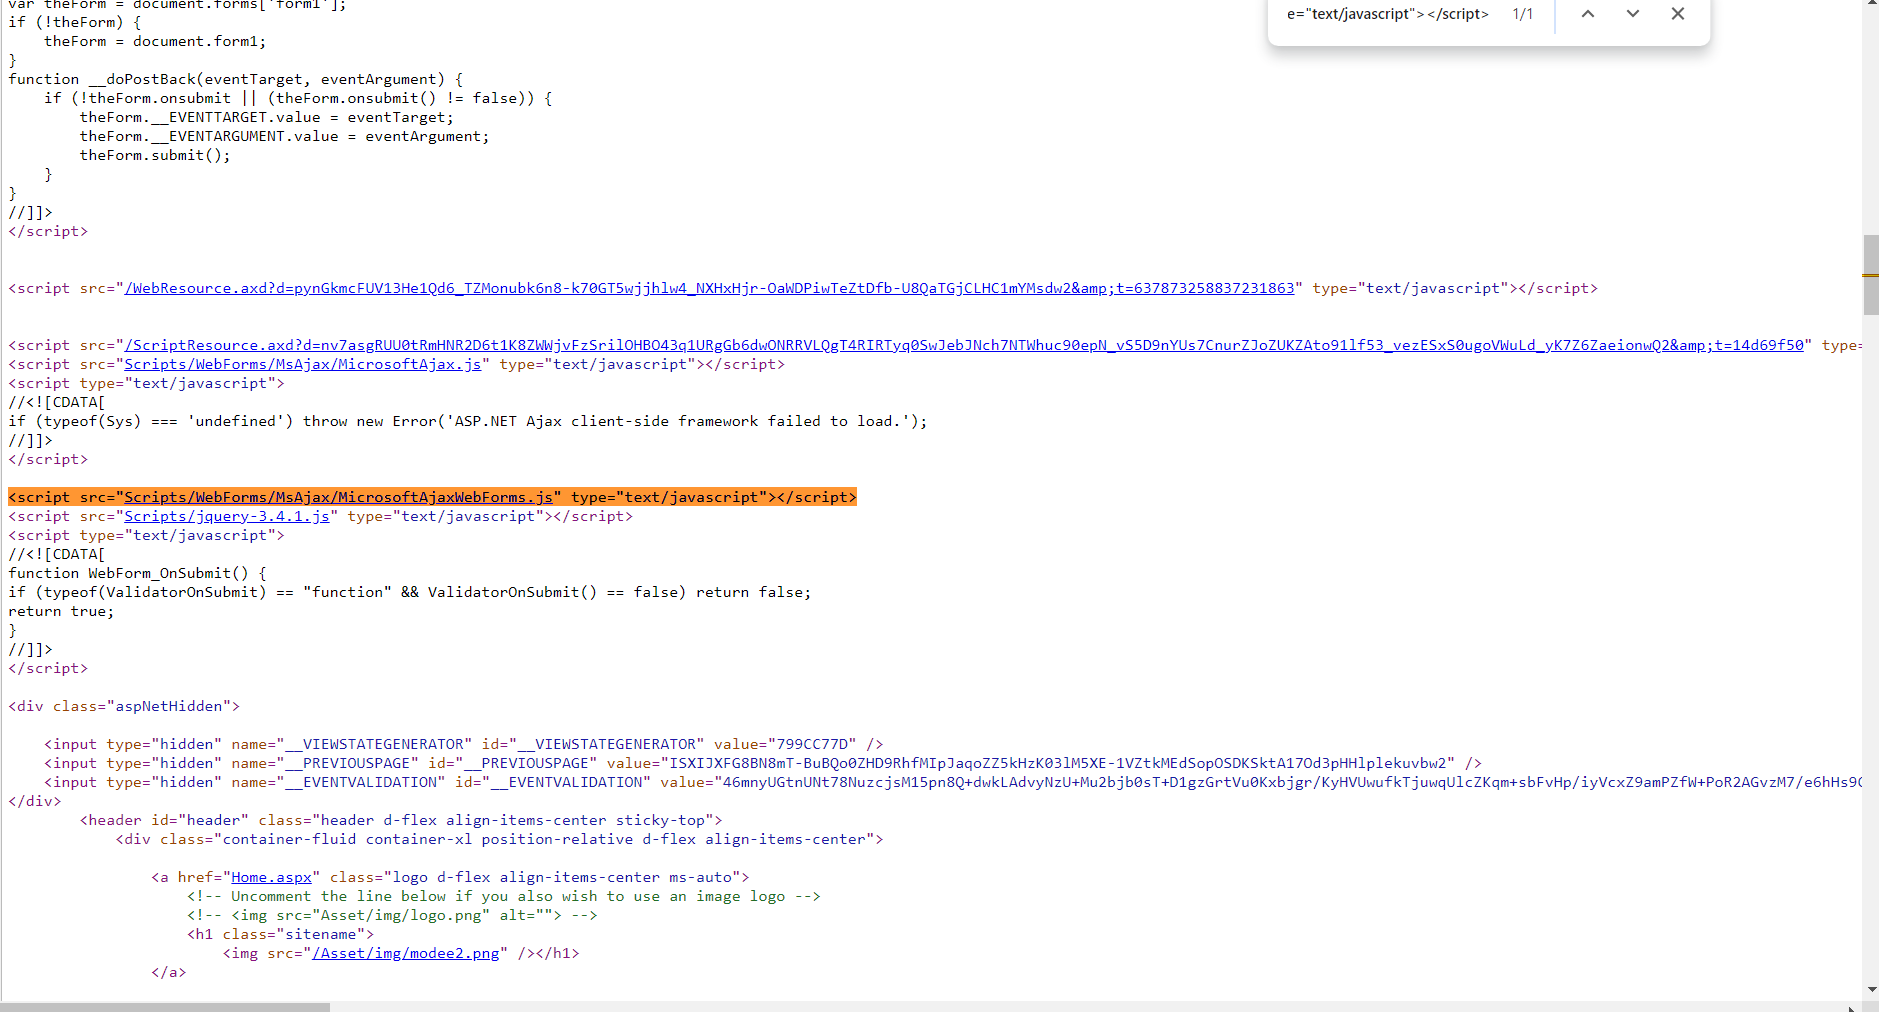 var theForm = document.forms['form1'];
if (!theForm) {
    theForm = document.form1;
}
function __doPostBack(eventTarget, eventArgument) {
    if (!theForm.onsubmit || (theForm.onsubmit() != false)) {
        theForm.__EVENTTARGET.value = eventTarget;
        theForm.__EVENTARGUMENT.value = eventArgument;
        theForm.submit();
    }
}
//]]>
</script>
e="text/javascript"></script> 1/1
<script src="/WebResource.axd?d=pynGkmcFUV13He1Qd6_TZMonubk6n8-k70GT5wjjhlw4_NXHxHjr-OaWDPiwTeZtDfb-U8QaTGjCLHC1mYMsdw2&amp;t=637873258837231863" type="text/javascript"></script>
<script src="/ScriptResource.axd?d=nv7asgRUU0tRmHNR2D6t1K8ZWWjvFzSrilOHBO43q1URgGb6dwONRRVLQgT4RIRTyq0SwJebJNch7NTWhuc90epN_vS5D9nYUs7CnurZJoZUKZAto91lf53_vezESxS0ugoVWuLd_yK7Z6ZaeionwQ2&amp;t=14d69f50" type=
<script src="Scripts/WebForms/MsAjax/MicrosoftAjax.js" type="text/javascript"></script>
<script type="text/javascript">
//<![CDATA[
if (typeof(Sys) === 'undefined') throw new Error('ASP.NET Ajax client-side framework failed to load.');
//]]>
</script>
<script src="Scripts/WebForms/MsAjax/MicrosoftAjaxWebForms.js" type="text/javascript"></script>
<script src="Scripts/jquery-3.4.1.js" type="text/javascript"></script>
<script type="text/javascript">
//<![CDATA[
function WebForm_OnSubmit() {
if (typeof(ValidatorOnSubmit) == "function" && ValidatorOnSubmit() == false) return false;
return true;
}
//]]>
</script>
<div class="aspNetHidden">
    <input type="hidden" name="__VIEWSTATEGENERATOR" id="__VIEWSTATEGENERATOR" value="799CC77D" />
    <input type="hidden" name="__PREVIOUSPAGE" id="__PREVIOUSPAGE" value="ISXIJXFG8BN8mT-BuBQo0ZHD9RhfMIpJaqoZZ5kHzK03lM5XE-1VZtkMEdSopOSDKSktA17Od3pHHlplekuvbw2" />
    <input type="hidden" name="__EVENTVALIDATION" id="__EVENTVALIDATION" value="46mnyUGtnUNt78NuzcjsM15pn8Q+dwkLAdvyNzU+Mu2bjb0sT+D1gzGrtVu0Kxbjgr/KyHVUwufkTjuwqUlcZKqm+sbFvHp/iyVcxZ9amPZfW+PoR2AGvzM7/e6hHs9C
</div>
        <header id="header" class="header d-flex align-items-center sticky-top">
            <div class="container-fluid container-xl position-relative d-flex align-items-center">
                <a href="Home.aspx" class="logo d-flex align-items-center ms-auto">
                    <!-- Uncomment the line below if you also wish to use an image logo -->
                    <!-- <img src="Asset/img/logo.png" alt=""> -->
                    <h1 class="sitename">
                        <img src="/Asset/img/modee2.png" /></h1>
                </a>